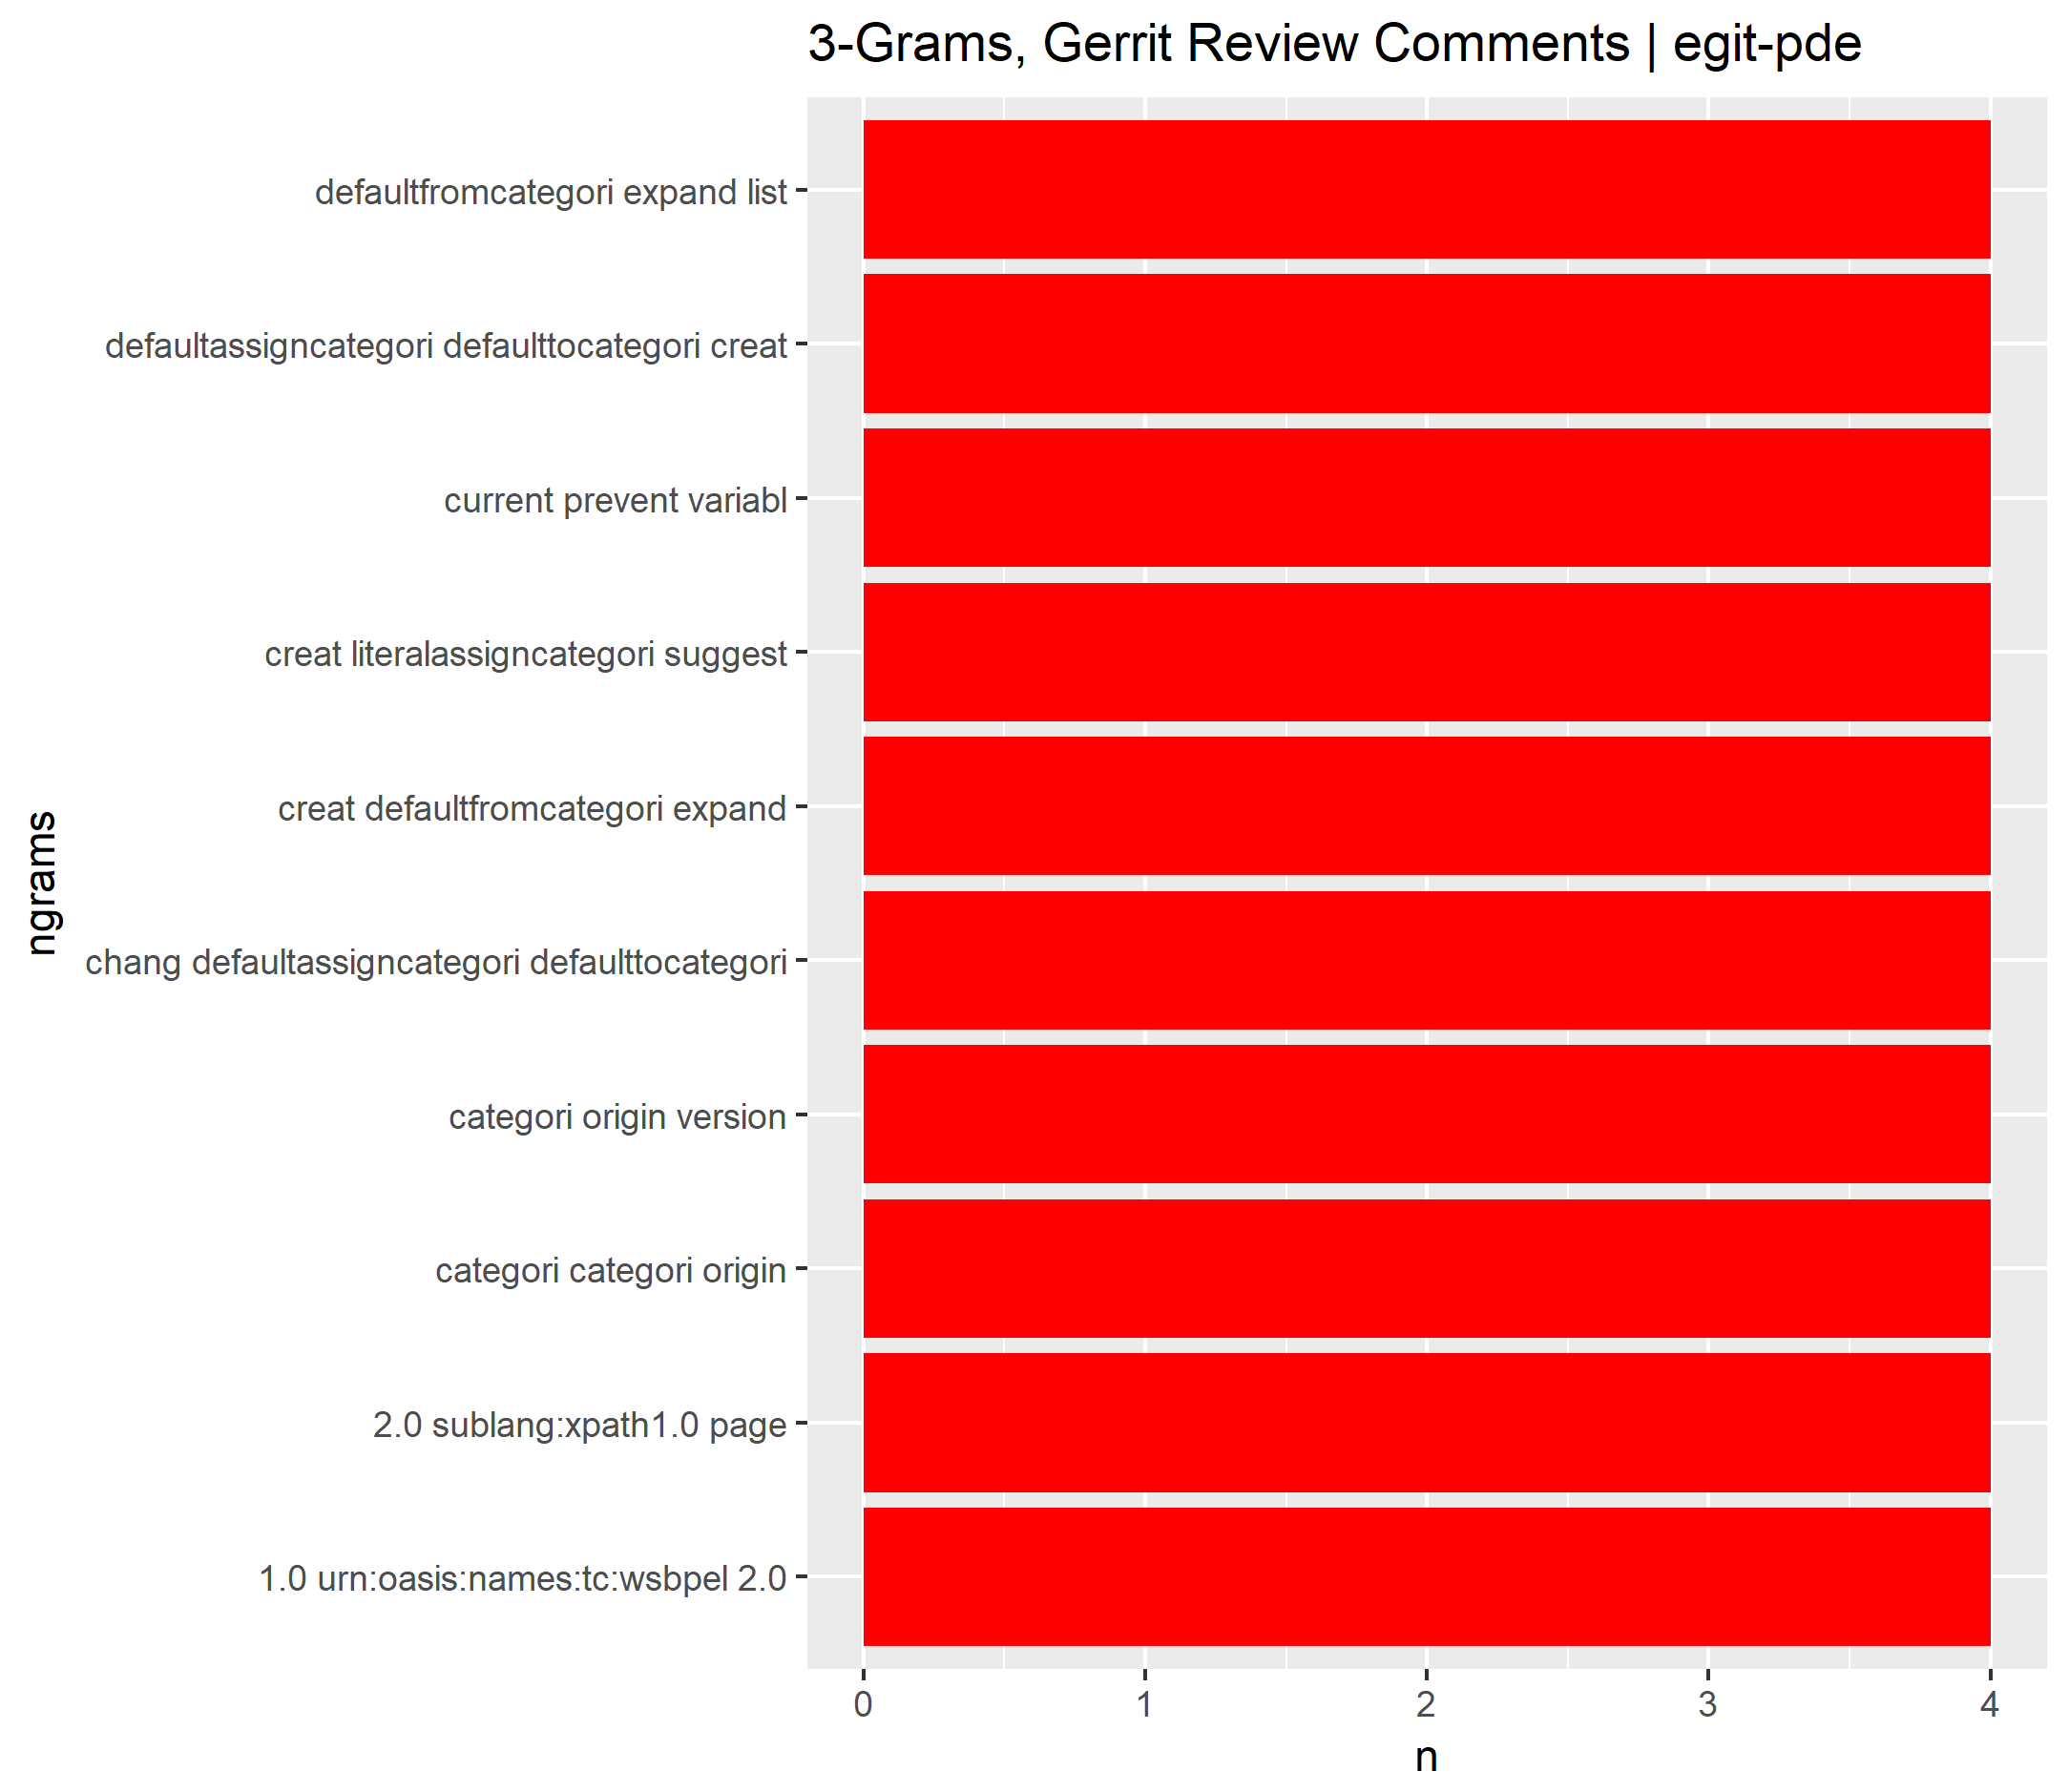 3-Grams, Gerrit Review Comments | egit-pde
defaultfromcategori expand list
defaultassigncategori defaulttocategori creat
current prevent variabl
creat literalassigncategori suggest
creat defaultfromcategori expand
chang defaultassigncategori defaulttocategori
categori origin version
categori categori origin
2.0 sublang:xpath1.0 page
1.0 urn:oasis:names:tc:wsbpel 2.0
ngrams
0 1 2 3 4
n